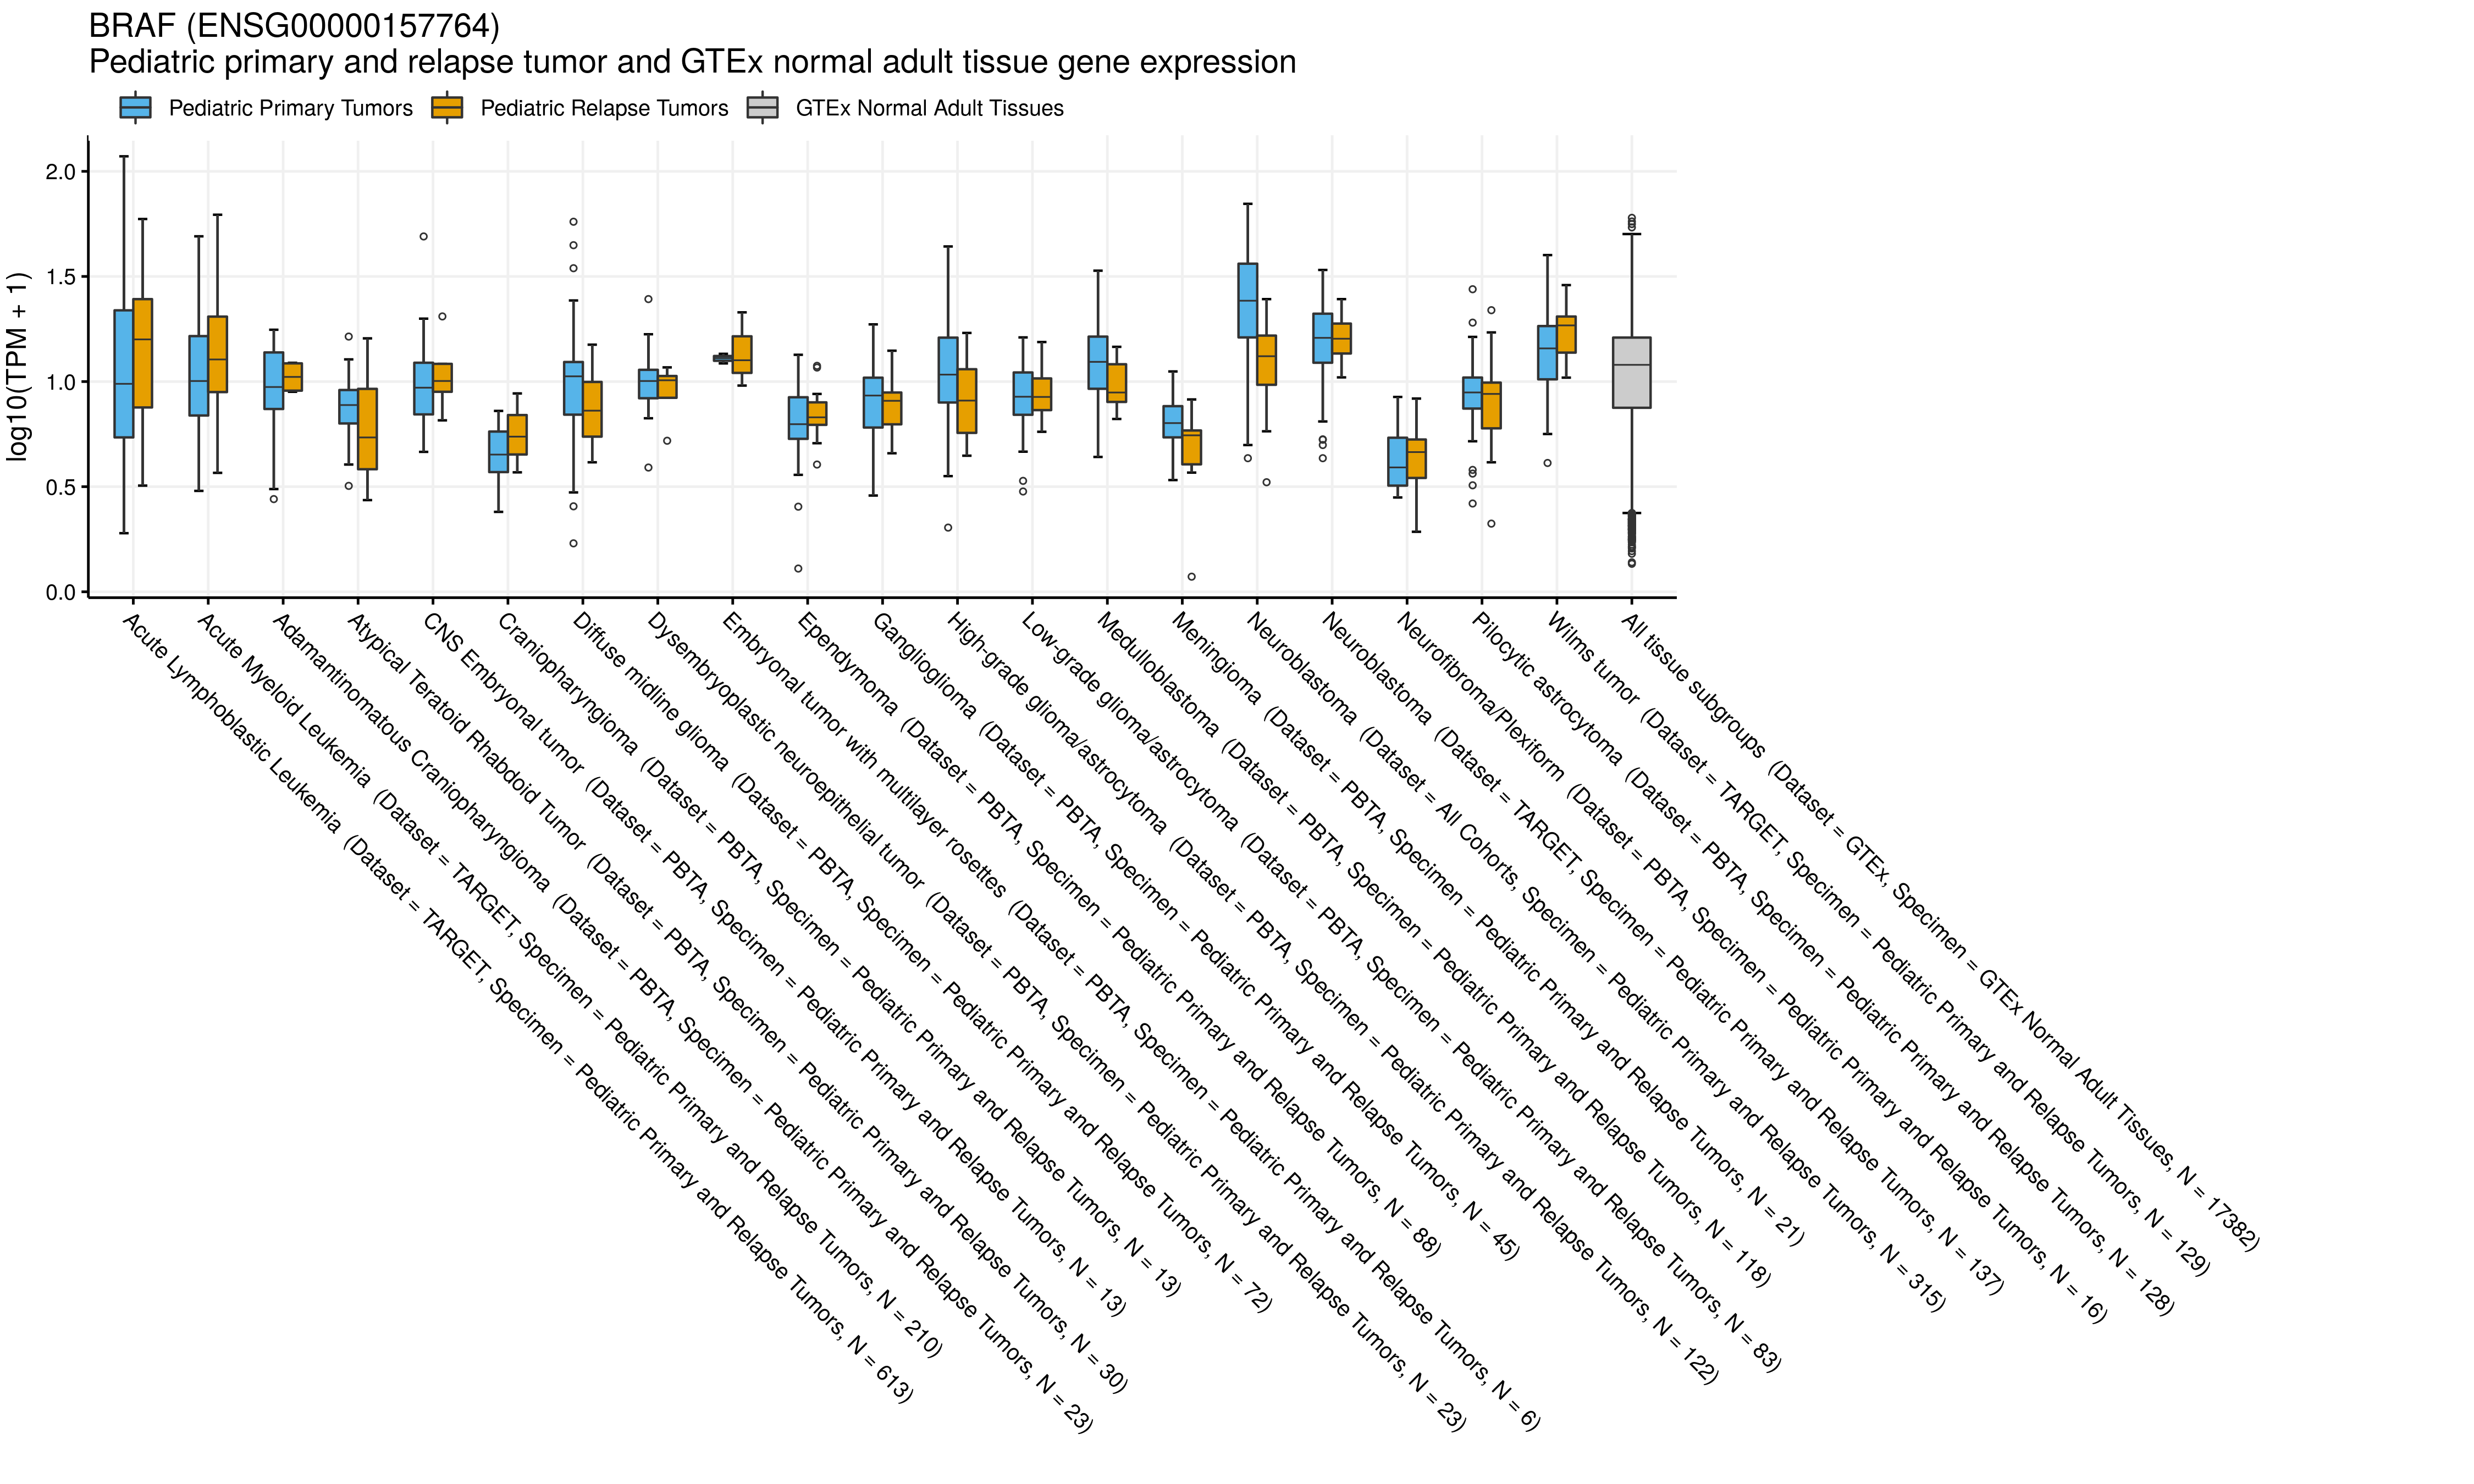 BRAF (ENSG00000157764)
Pediatric primary and relapse tumor and GTEx normal adult tissue gene expression
Pediatric Primary Tumors
Pediatric Relapse Tumors
GTEx Normal Adult Tissues
log10(TPM + 1)
2.0
1.5
1.0
0.5
0.0
Acute Lymphoblastic Leukemia (Dataset = TARGET, Specimen = Pediatric Primary and Relapse Tumors, N = 613)
Acute Myeloid Leukemia (Dataset = TARGET, Specimen = Pediatric Primary and Relapse Tumors, N = 210)
Adamantinomatous Craniopharyngioma (Dataset = PBTA, Specimen = Pediatric Primary and Relapse Tumors, N = 23)
Atypical Teratoid Rhabdoid Tumor (Dataset = PBTA, Specimen = Pediatric Primary and Relapse Tumors, N = 30)
CNS Embryonal tumor (Dataset = PBTA, Specimen = Pediatric Primary and Relapse Tumors, N = 13)
Craniopharyngioma (Dataset = PBTA, Specimen = Pediatric Primary and Relapse Tumors, N = 13)
Diffuse midline glioma (Dataset = PBTA, Specimen = Pediatric Primary and Relapse Tumors, N = 72)
Dysembryoplastic neuroepithelial tumor (Dataset = PBTA, Specimen = Pediatric Primary and Relapse Tumors, N = 23)
Embryonal tumor with multilayer rosettes (Dataset = PBTA, Specimen = Pediatric Primary and Relapse Tumors, N = 6)
Ependymoma (Dataset = PBTA, Specimen = Pediatric Primary and Relapse Tumors, N = 88)
Ganglioglioma (Dataset = PBTA, Specimen = Pediatric Primary and Relapse Tumors, N = 45)
High-grade glioma/astrocytoma (Dataset = PBTA, Specimen = Pediatric Primary and Relapse Tumors, N = 122)
Low-grade glioma/astrocytoma (Dataset = PBTA, Specimen = Pediatric Primary and Relapse Tumors, N = 83)
Medulloblastoma (Dataset = PBTA, Specimen = Pediatric Primary and Relapse Tumors, N = 118)
Meningioma (Dataset = PBTA, Specimen = Pediatric Primary and Relapse Tumors, N = 21)
Neuroblastoma (Dataset = All Cohorts, Specimen = Pediatric Primary and Relapse Tumors, N = 315)
Neuroblastoma (Dataset = TARGET, Specimen = Pediatric Primary and Relapse Tumors, N = 137)
Neurofibroma/Plexiform (Dataset = PBTA, Specimen = Pediatric Primary and Relapse Tumors, N = 16)
Pilocytic astrocytoma (Dataset = PBTA, Specimen = Pediatric Primary and Relapse Tumors, N = 128)
Wilms tumor (Dataset = TARGET, Specimen = Pediatric Primary and Relapse Tumors, N = 129)
All tissue subgroups (Dataset = GTEx, Specimen = GTEx Normal Adult Tissues, N = 17382)